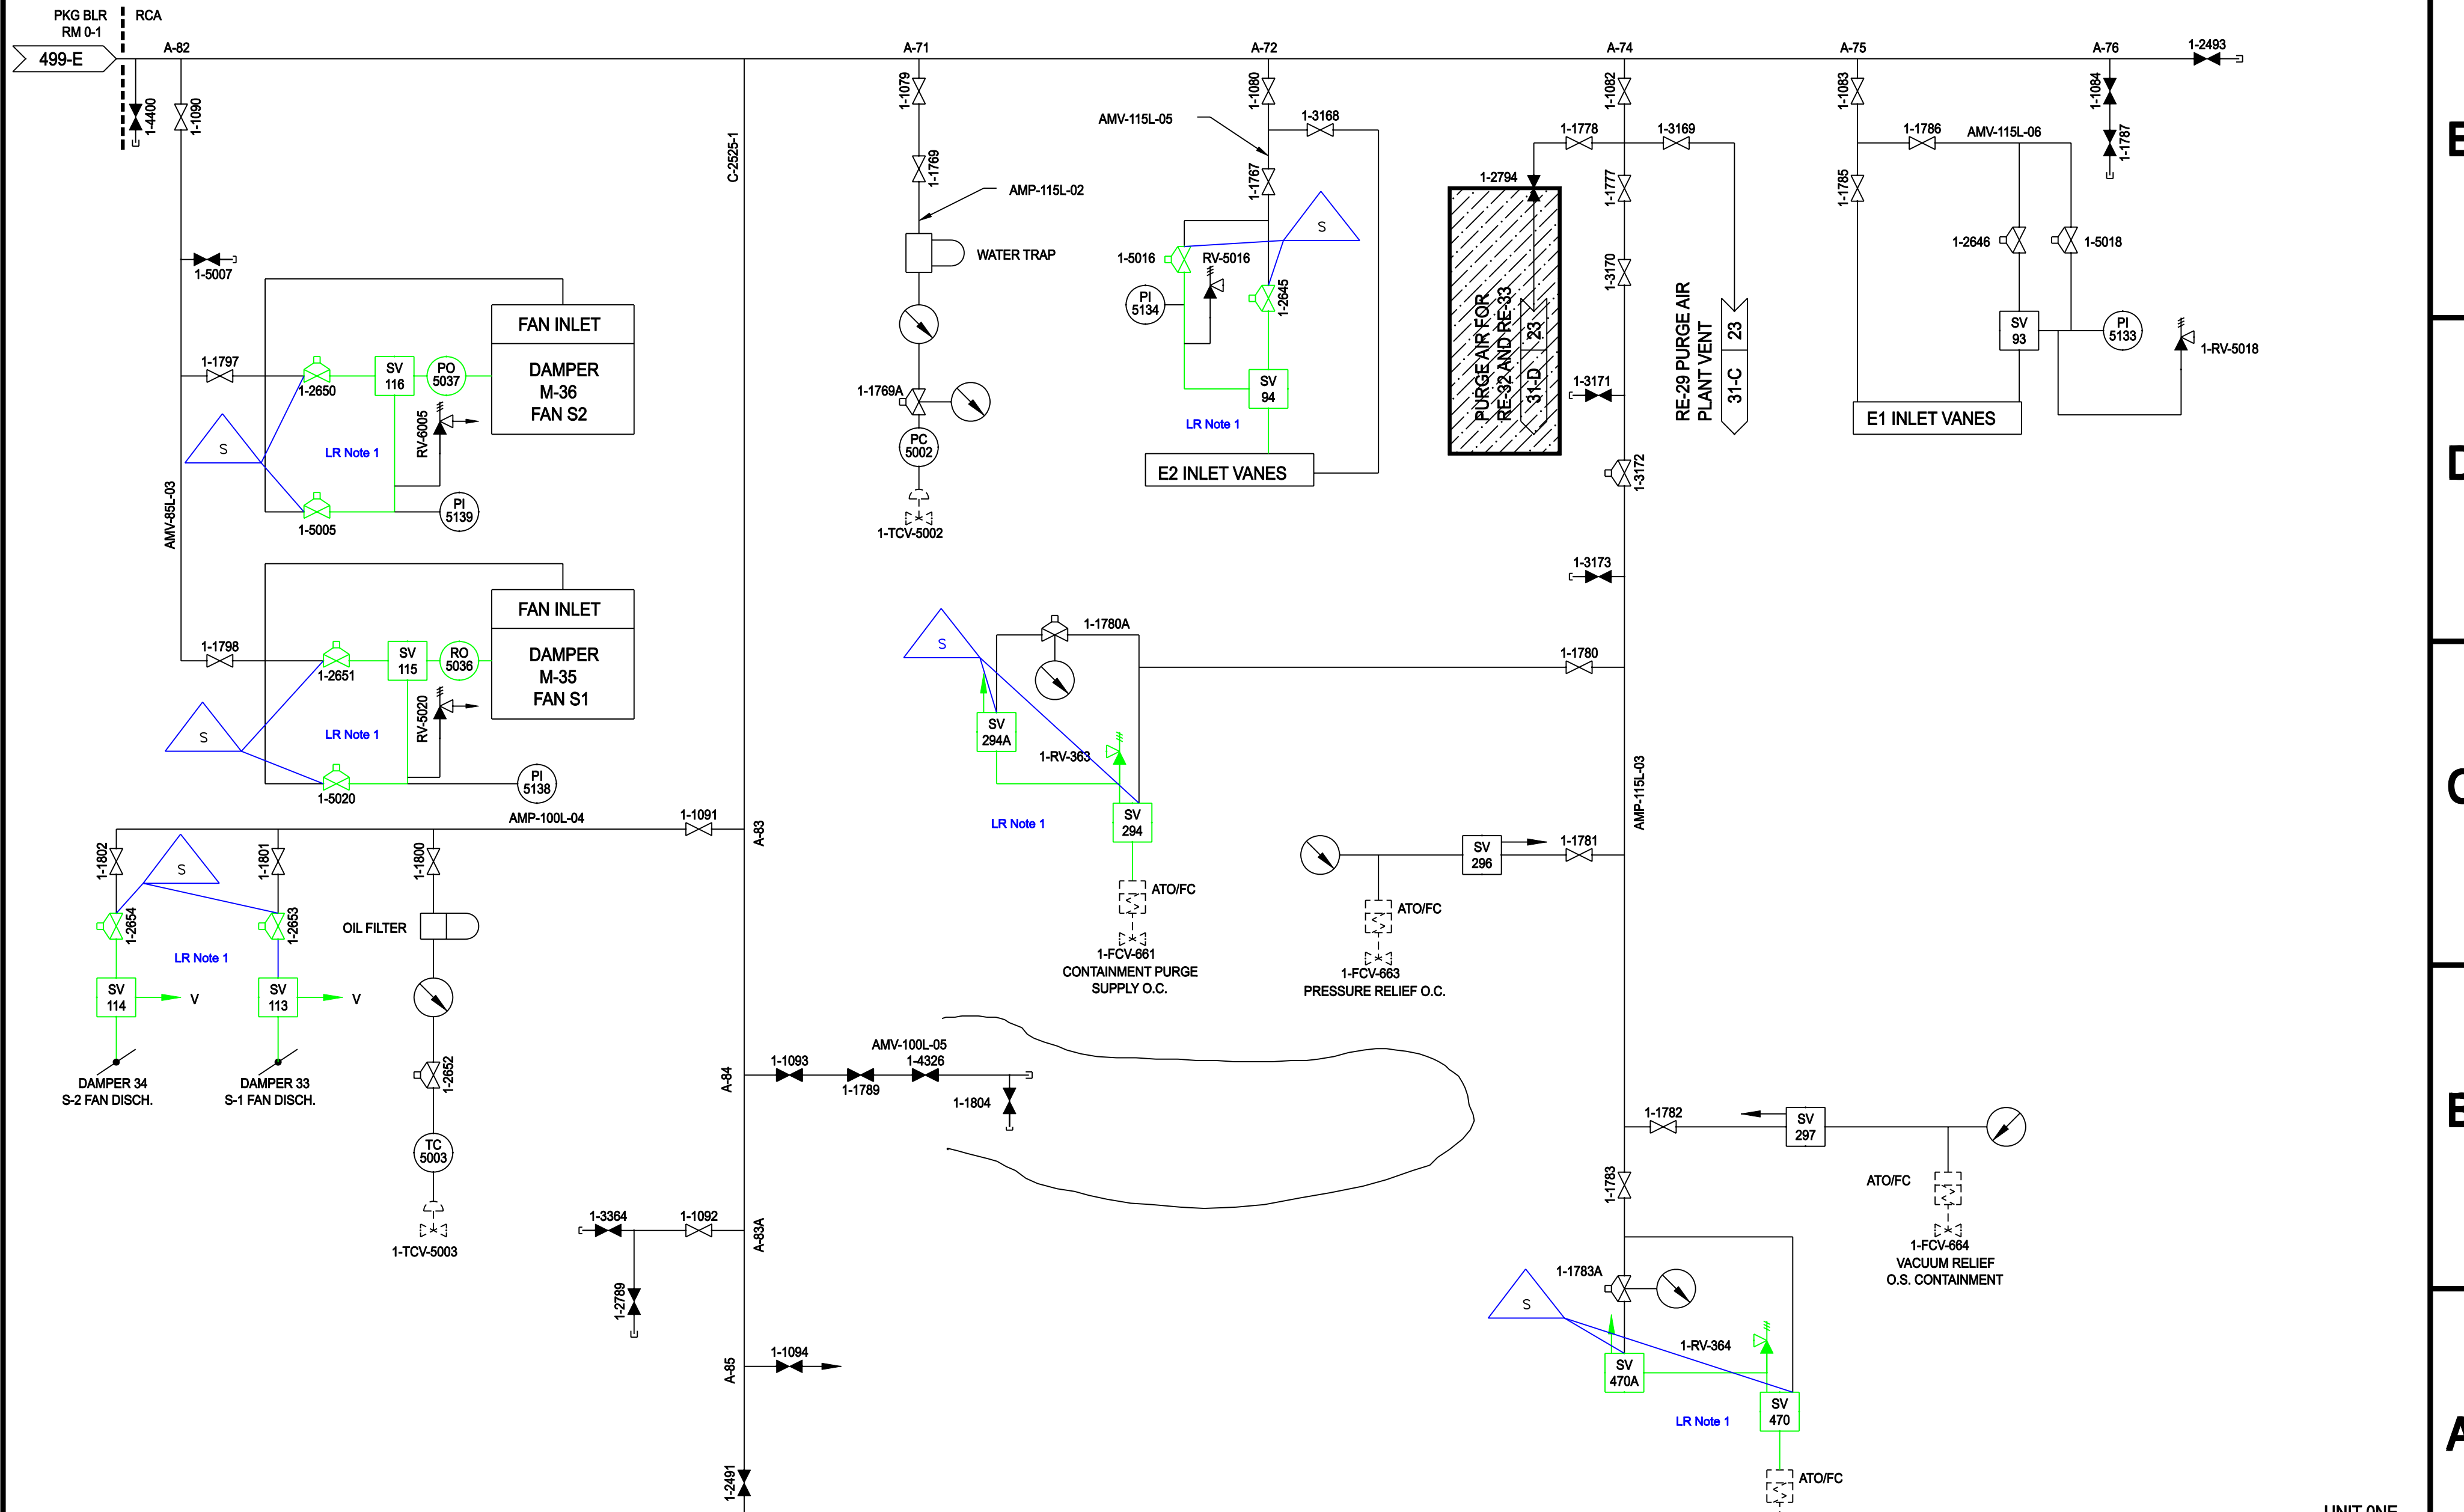 PKG BLR
RM 0-1
RCA
499-E
A-82
A-71
A-72
A-74
A-75
A-76
1-2493
1-4400
1-1090
C-2525-1
1-1079
1-1769
AMP-115L-02
WATER TRAP
1-1769A
PC
5002
1-TCV-5002
1-1080
AMV-115L-05
1-3168
1-1767
S
1-5016
RV-5016
PI
5134
1-2645
SV
94
LR Note 1
E2 INLET VANES
1-1082
1-1778
1-3169
1-2794
1-1777
1-3170
PURGE AIR FOR
RE-32 AND RE-33
31-D
23
RE-29 PURGE AIR
PLANT VENT
31-C
23
1-3171
1-3172
1-3173
1-1083
1-1786
AMV-115L-06
1-1785
1-2646
1-5018
SV
93
PI
5133
1-RV-5018
E1 INLET VANES
1-1084
1-1787
E
D
C
B
A
1-5007
FAN INLET
DAMPER
M-36
FAN S2
1-1797
1-2650
SV
116
PO
5037
RV-6005
S
LR Note 1
PI
5139
1-5005
AMV-85L-03
FAN INLET
DAMPER
M-35
FAN S1
1-1798
1-2651
SV
115
RO
5036
RV-5020
S
LR Note 1
PI
5138
1-5020
AMP-100L-04
1-1091
A-83
1-1802
S
1-1801
1-1800
1-2654
1-2653
OIL FILTER
LR Note 1
SV
114
V
SV
113
V
DAMPER 34
S-2 FAN DISCH.
DAMPER 33
S-1 FAN DISCH.
1-2652
TC
5003
1-TCV-5003
S
1-1780A
1-1780
SV
294A
1-RV-363
LR Note 1
SV
294
ATO/FC
1-FCV-661
CONTAINMENT PURGE
SUPPLY O.C.
AMP-115L-03
SV
296
1-1781
ATO/FC
1-FCV-663
PRESSURE RELIEF O.C.
A-84
1-1093
1-1789
AMV-100L-05
1-4326
1-1804
1-3364
1-1092
A-83A
1-2789
A-85
1-1094
1-2491
1-1782
SV
297
1-1783
ATO/FC
1-FCV-664
VACUUM RELIEF
O.S. CONTAINMENT
1-1783A
S
1-RV-364
SV
470A
SV
470
LR Note 1
ATO/FC
UNIT ONE